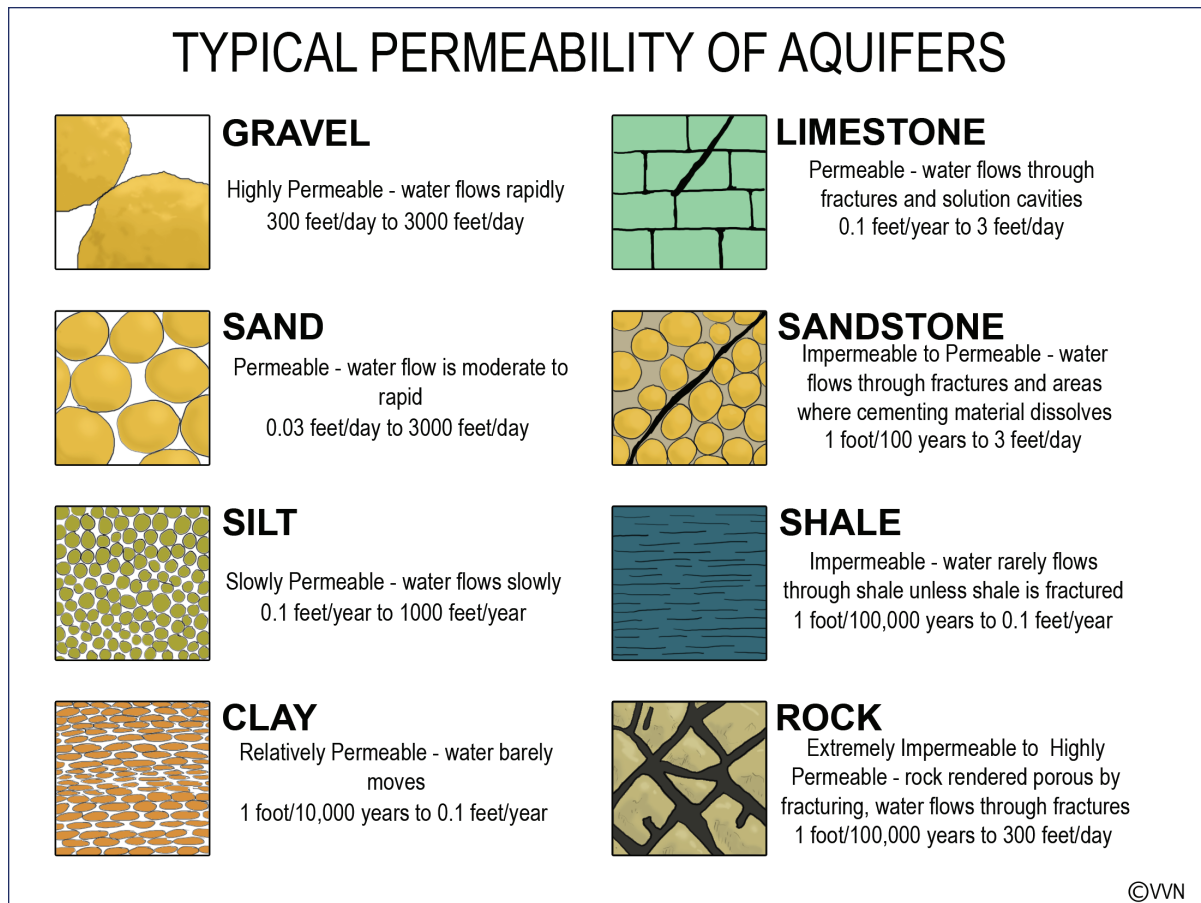 TYPICAL PERMEABILITY OF AQUIFERS
GRAVEL
Highly Permeable - water flows rapidly
300 feet/day to 3000 feet/day
SAND
Permeable - water flow is moderate to
rapid
0.03 feet/day to 3000 feet/day
SILT
Slowly Permeable - water flows slowly
0.1 feet/year to 1000 feet/year
CLAY
Relatively Permeable - water barely
moves
1 foot/10,000 years to 0.1 feet/year
LIMESTONE
Permeable - water flows through
fractures and solution cavities
0.1 feet/year to 3 feet/day
SANDSTONE
Impermeable to Permeable - water
flows through fractures and areas
where cementing material dissolves
1 foot/100 years to 3 feet/day
SHALE
Impermeable - water rarely flows
through shale unless shale is fractured
1 foot/100,000 years to 0.1 feet/year
ROCK
Extremely Impermeable to Highly
Permeable - rock rendered porous by
fracturing, water flows through fractures
1 foot/100,000 years to 300 feet/day
©VVN